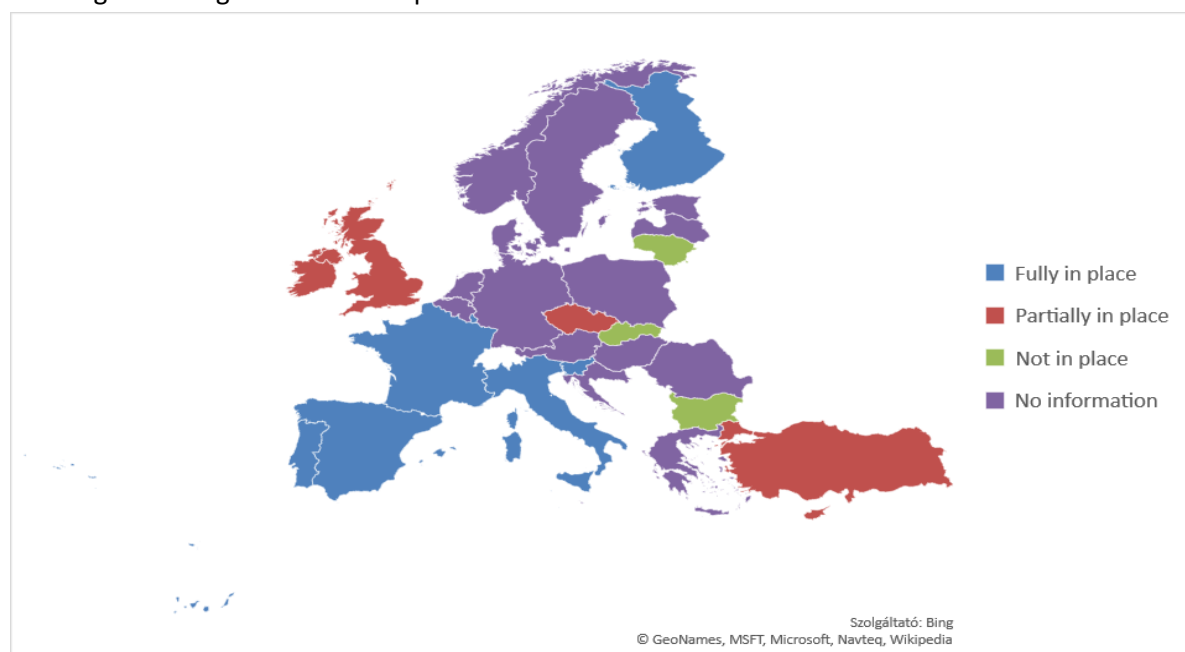 Fully in place
Partially in place
Not in place
No information
Szolgáltató: Bing
© GeoNames, MSFT, Microsoft, Navteq, Wikipedia